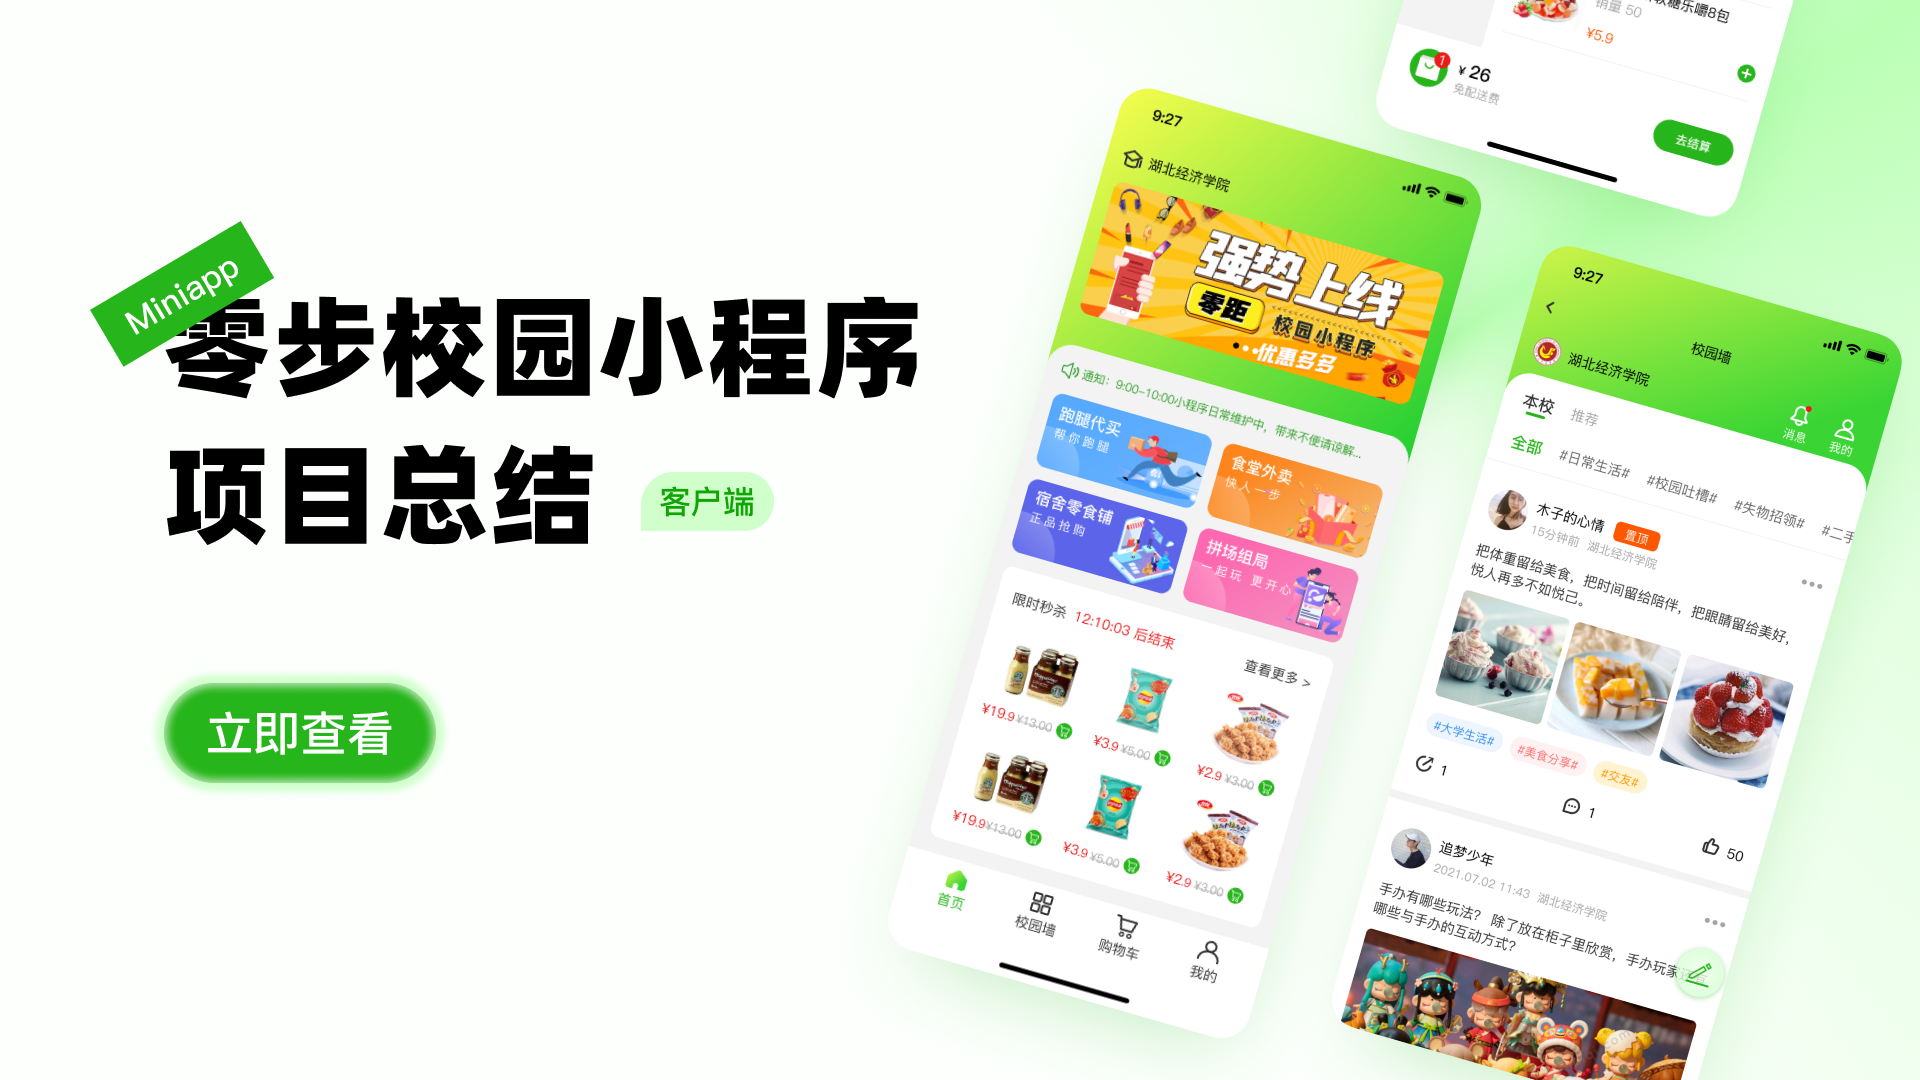 Miniapp
零步校园小程序
项目总结
客户端
立即查看
9:27
湖北经济学院
强势上线
零距
校园小程序
优惠多多
通知：9:00-10:00小程序日常维护中，带来不便请谅解...
跑腿代买
帮你跑腿
食堂外卖
快人一步
宿舍零食铺
正品抢购
拼场组局
一起玩 更开心
限时秒杀 12:10:03 后结束
查看更多 >
¥19.9 ¥13.00
¥3.9 ¥5.00
¥2.9 ¥3.00
¥19.9 ¥13.00
¥3.9 ¥5.00
¥2.9 ¥3.00
首页
校园墙
购物车
我的
软糖乐嚼8包
销量 50
¥5.9
1
¥ 26
免配送费
去结算
9:27
校园墙
湖北经济学院
消息
我的
本校
推荐
全部 #日常生活# #校园吐槽# #失物招领# #二手
木子的心情 置顶
15分钟前 湖北经济学院
把体重留给美食，把时间留给陪伴，把眼睛留给美好，
悦人再多不如悦己。
#大学生活# #美食分享# #交友#
1
1
50
追梦少年
2021.07.02 11:43 湖北经济学院
手办有哪些玩法？ 除了放在柜子里欣赏，手办玩家
哪些与手办的互动方式？